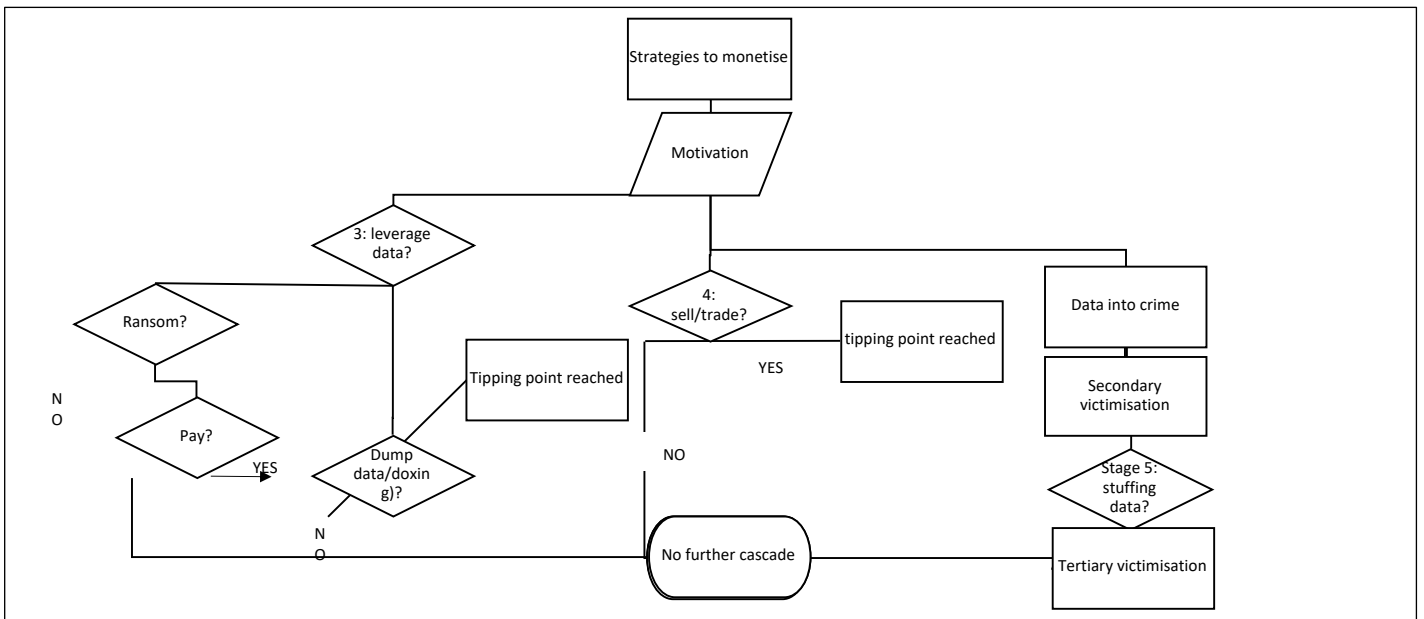 Strategies to monetise
Motivation
3: leverage
data?
4:
sell/trade?
Data into crime
Ransom?
tipping point reached
YES
Tipping point reached
Secondary
victimisation
N
O
Pay?
YES
Dump
data/doxin
g)?
NO
Stage 5:
stuffing
data?
N
O
No further cascade
Tertiary victimisation